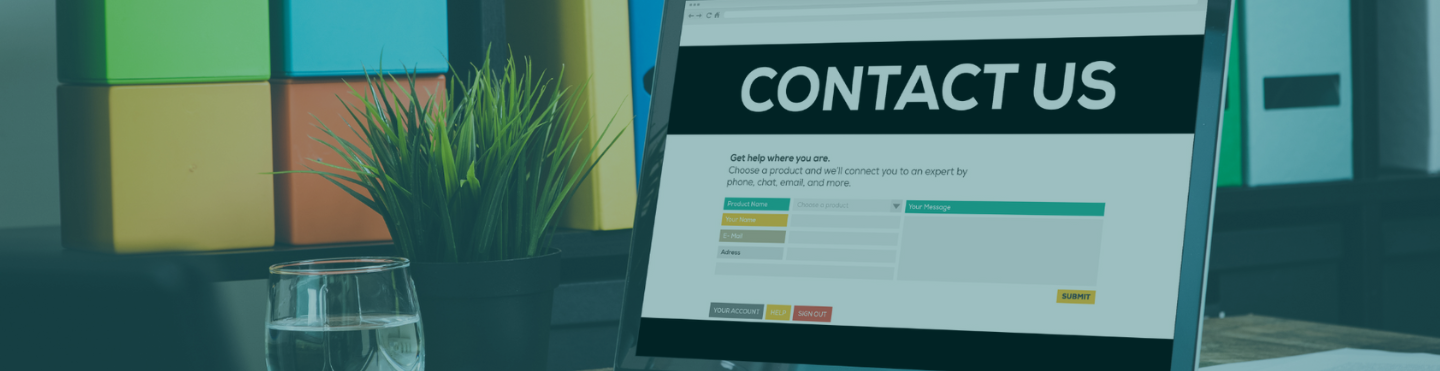 CONTACT US
Get help where you are.
Choose a product and we'll connect you to an expert by
phone, chat, email, and more.
Product Name
Choose a product
Your Message
Your Name
E - Mail
Adress
SUBMIT
YOUR ACCOUNT
HELP
SIGN OUT